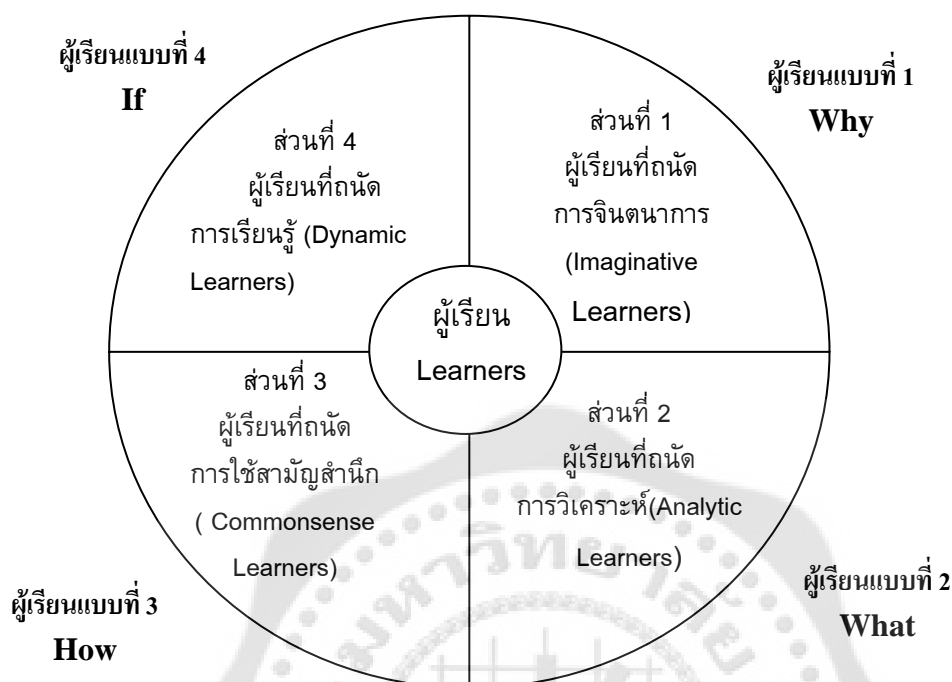 ผู้เรียนแบบที่ 4
If
ผู้เรียนแบบที่ 1
Why
ส่วนที่ 4
ผู้เรียนที่ถนัด
การเรียนรู้ (Dynamic
Learners)
ส่วนที่ 1
ผู้เรียนที่ถนัด
การจินตนาการ
(Imaginative
Learners)
ผู้เรียน
Learners
ส่วนที่ 3
ผู้เรียนที่ถนัด
การใช้สามัญสำนึก
( Commonsense
Learners)
ส่วนที่ 2
ผู้เรียนที่ถนัด
การวิเคราะห์(Analytic
Learners)
ผู้เรียนแบบที่ 3
How
ผู้เรียนแบบที่ 2
What